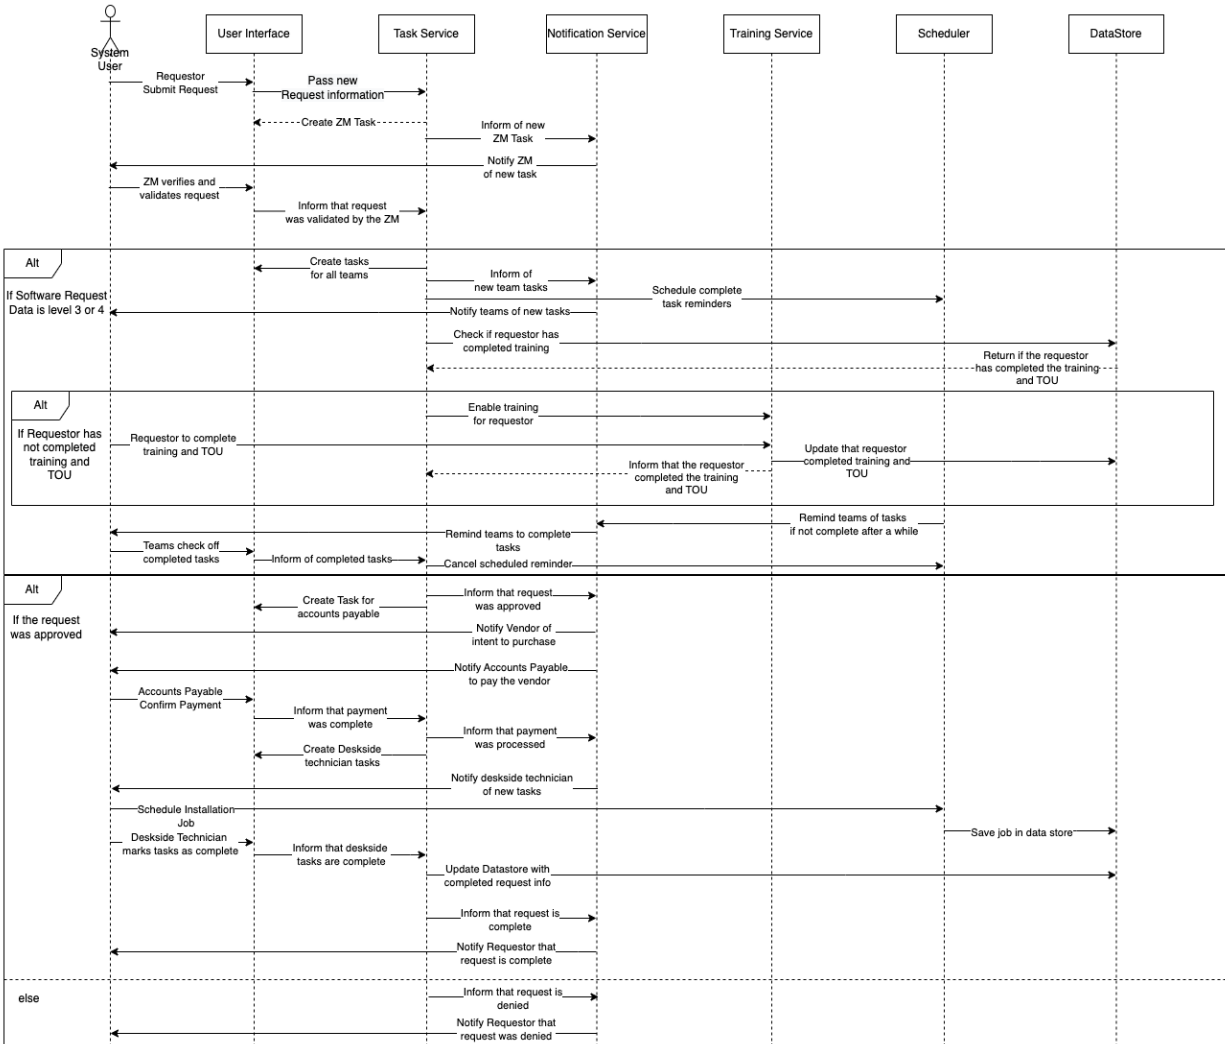 System
User
User Interface
Task Service
Notification Service
Training Service
Scheduler
DataStore
Requestor
Submit Request
Pass new
Request information
Create ZM Task
Inform of new
ZM Task
Notify ZM
of new task
ZM verifies and
validates request
Inform that request
was validated by the ZM
Alt
If Software Request
Data is level 3 or 4
Create tasks
for all teams
Inform of
new team tasks
Schedule complete
task reminders
Notify teams of new tasks
Check if requestor has
completed training
Return if the requestor
has completed the training
and TOU
Alt
If Requestor has
not completed
training and
TOU
Enable training
for requestor
Requestor to complete
training and TOU
Update that requestor
completed training and
TOU
Inform that the requestor
completed the training
and TOU
Remind teams of tasks
if not complete after a while
Remind teams to complete
tasks
Teams check off
completed tasks
Inform of completed tasks
Cancel scheduled reminder
Alt
If the request
was approved
Inform that request
was approved
Create Task for
accounts payable
Notify Vendor of
intent to purchase
Notify Accounts Payable
to pay the vendor
Accounts Payable
Confirm Payment
Inform that payment
was complete
Inform that payment
was processed
Create Deskside
technician tasks
Notify deskside technician
of new tasks
Schedule Installation
Job
Save job in data store
Deskside Technician
marks tasks as complete
Inform that deskside
tasks are complete
Update Datastore with
completed request info
Inform that request is
complete
Notify Requestor that
request is complete
else
Inform that request is
denied
Notify Requestor that
request was denied